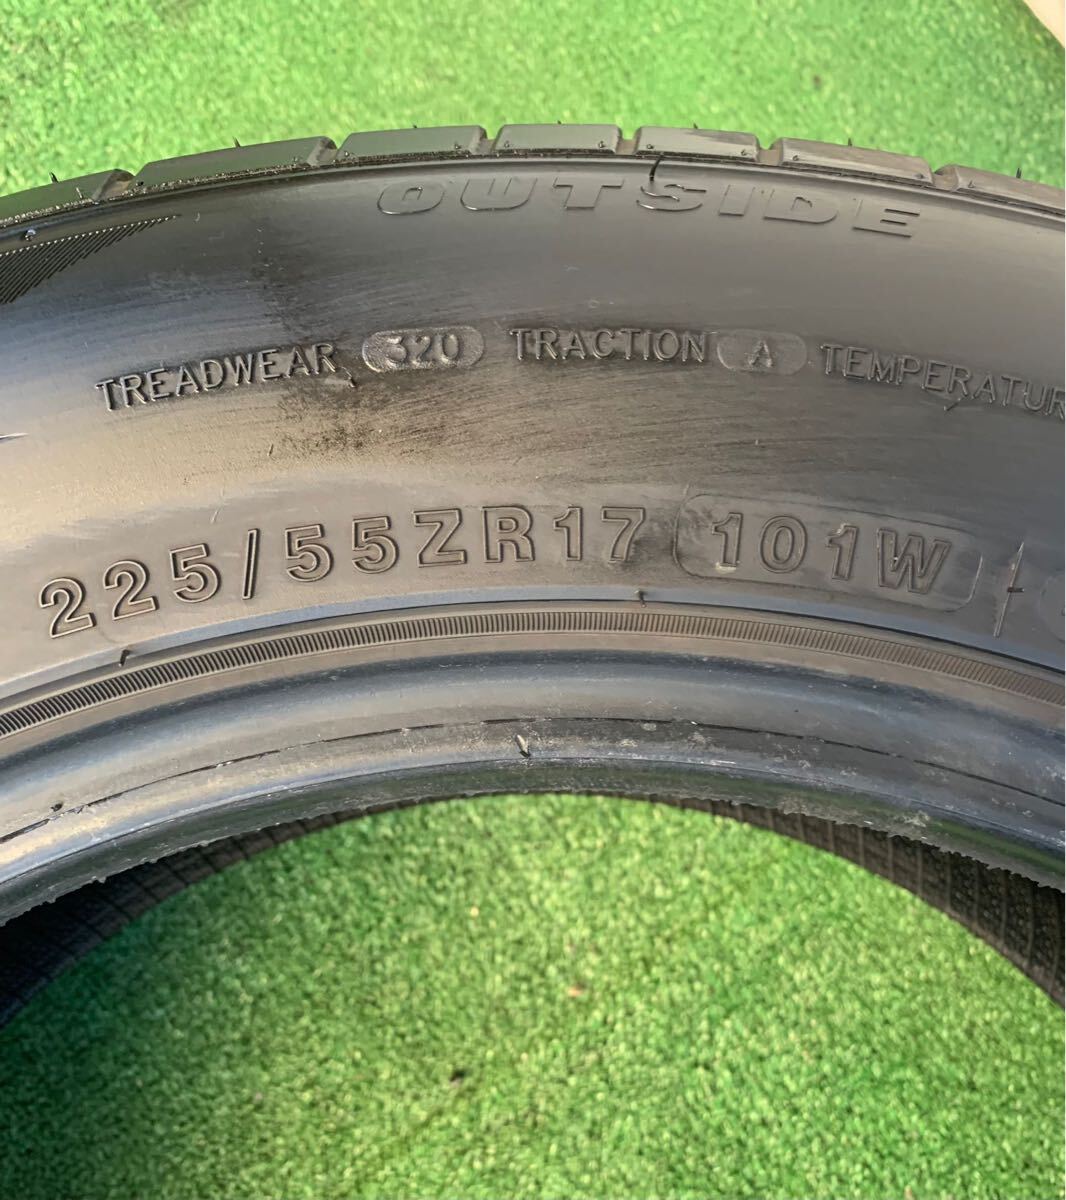 OUTSIDE
TREADWEAR 320 TRACTION A TEMPERATUR
225/55ZR17 101W